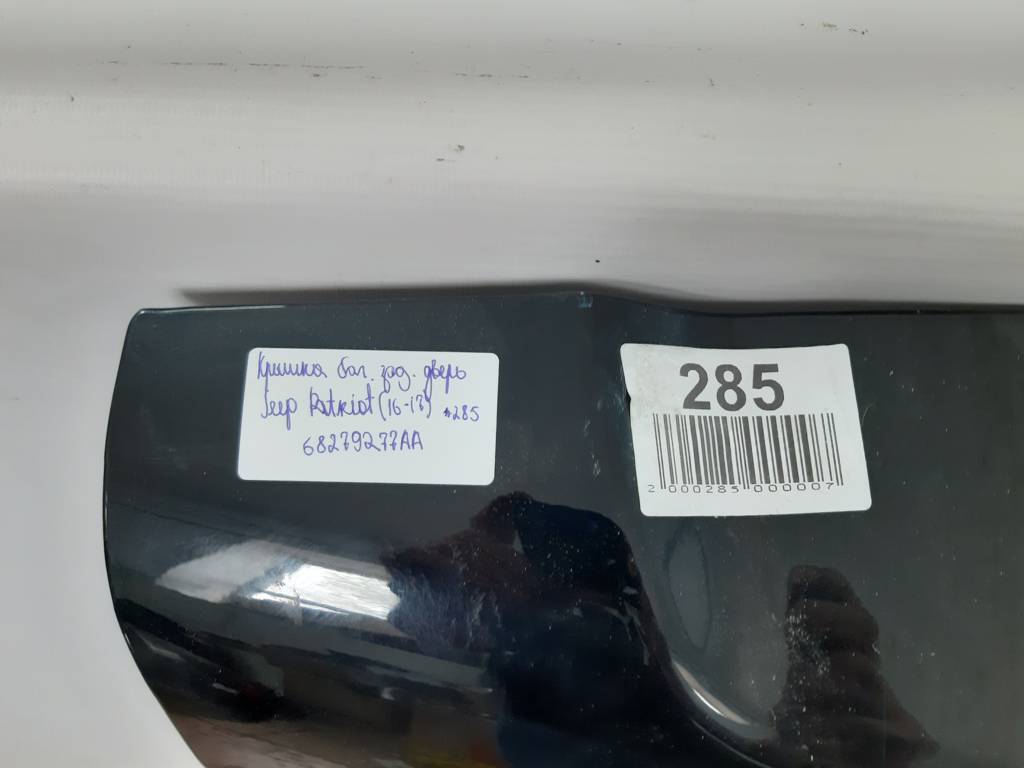 Крышка баг. зад. дверь
Jeep Patriot (16-17) *285
68279277AA
285
2 000285 000007